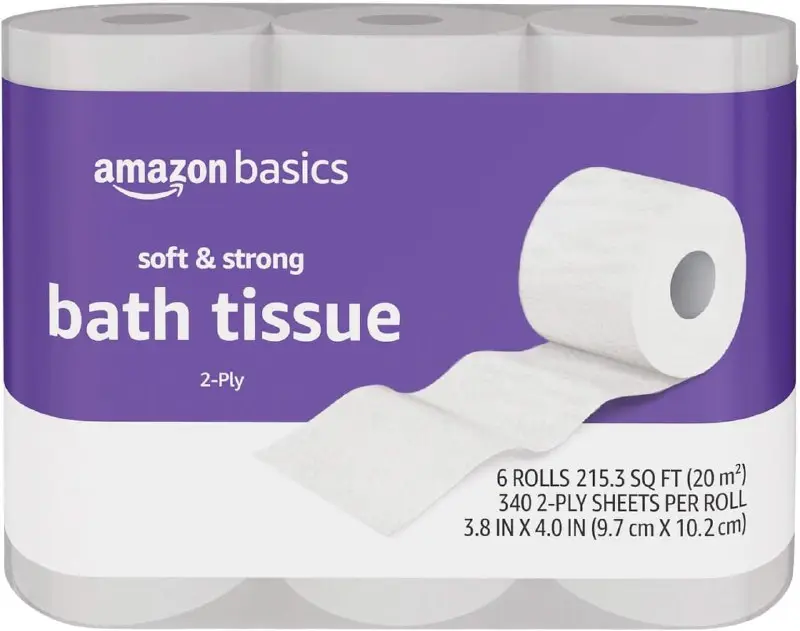 amazon basics
soft & strong
bath tissue
2-Ply
6 ROLLS 215.3 SQ FT (20 m²)
340 2-PLY SHEETS PER ROLL
3.8 IN X 4.0 IN (9.7 cm X 10.2 cm)